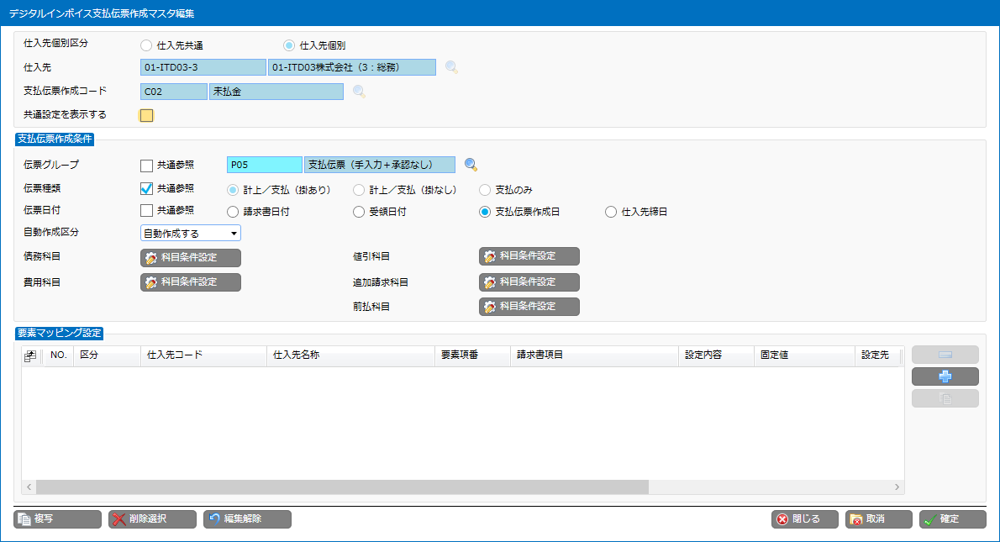 デジタルインボイス支払伝票作成マスタ編集
仕入先個別区分 仕入先共通 仕入先個別
仕入先 01-ITD03-3 01-ITD03株式会社（3：総務）
支払伝票作成コード C02 未払金
共通設定を表示する
支払伝票作成条件
伝票グループ 共通参照 P05 支払伝票（手入力＋承認なし）
伝票種類 共通参照 計上／支払（掛あり） 計上／支払（掛なし） 支払のみ
伝票日付 共通参照 請求書日付 受領日付 支払伝票作成日 仕入先締日
自動作成区分 自動作成する
債務科目 科目条件設定 値引科目 科目条件設定
費用科目 科目条件設定 追加請求科目 科目条件設定
前払科目 科目条件設定
要素マッピング設定
NO. 区分 仕入先コード 仕入先名称 要素項番 請求書項目 設定内容 固定値 設定先
複写 削除選択 編集解除 閉じる 取消 確定